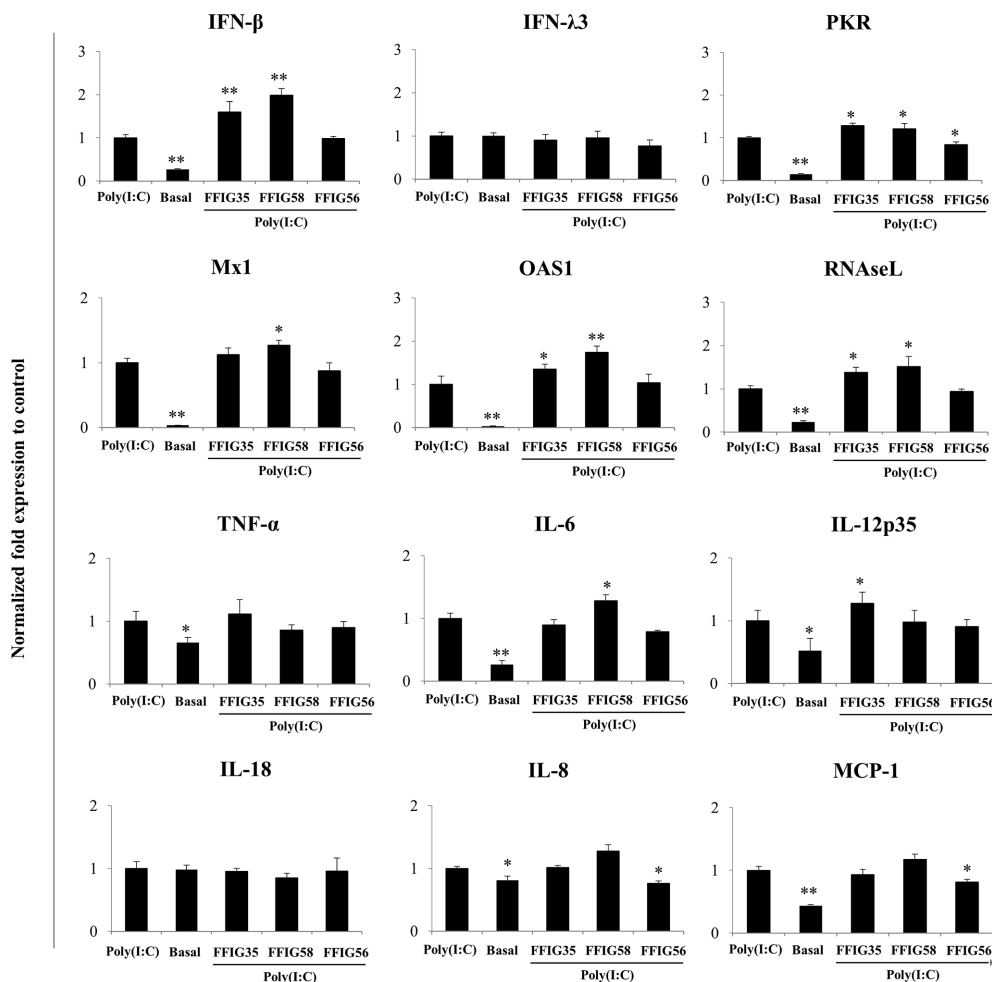 IFN-β
IFN-λ3
PKR
3
2
1
0
**
**
**
Poly(I:C) Basal FFIG35 FFIG58 FFIG56
Poly(I:C)
3
2
1
0
Poly(I:C) Basal FFIG35 FFIG58 FFIG56
Poly(I:C)
3
2
1
0
**
*
*
*
Poly(I:C) Basal FFIG35 FFIG58 FFIG56
Poly(I:C)
Normalized fold expression to control
Mx1
OAS1
RNAseL
2
1
0
**
*
Poly(I:C) Basal FFIG35 FFIG58 FFIG56
Poly(I:C)
3
2
1
0
**
*
**
Poly(I:C) Basal FFIG35 FFIG58 FFIG56
Poly(I:C)
3
2
1
0
**
*
*
Poly(I:C) Basal FFIG35 FFIG58 FFIG56
Poly(I:C)
TNF-α
IL-6
IL-12p35
2
1
0
*
Poly(I:C) Basal FFIG35 FFIG58 FFIG56
Poly(I:C)
2
1
0
**
*
Poly(I:C) Basal FFIG35 FFIG58 FFIG56
Poly(I:C)
2
1
0
*
*
Poly(I:C) Basal FFIG35 FFIG58 FFIG56
Poly(I:C)
IL-18
IL-8
MCP-1
2
1
0
Poly(I:C) Basal FFIG35 FFIG58 FFIG56
Poly(I:C)
2
1
0
*
*
Poly(I:C) Basal FFIG35 FFIG58 FFIG56
Poly(I:C)
2
1
0
**
*
Poly(I:C) Basal FFIG35 FFIG58 FFIG56
Poly(I:C)